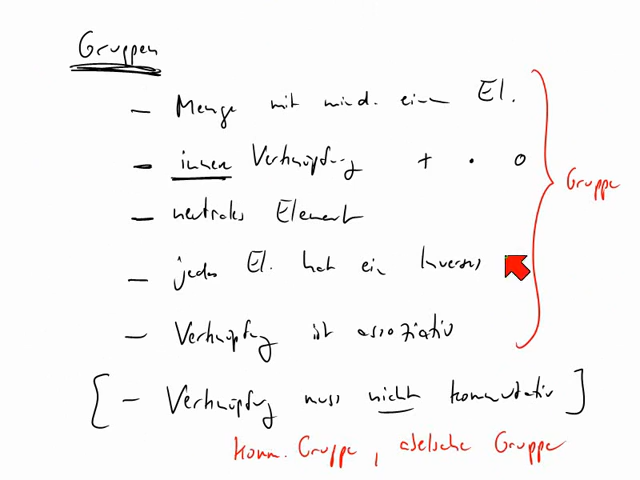 Gruppen
- Menge mit mind. einem El.
- innere Verknüpfung + · ∘
- neutrales Element
Gruppe
- jedes El. hat ein Inverses
- Verknüpfung ist assoziativ
[ - Verknüpfung muss nicht kommutativ ]
komm. Gruppe, abelsche Gruppe